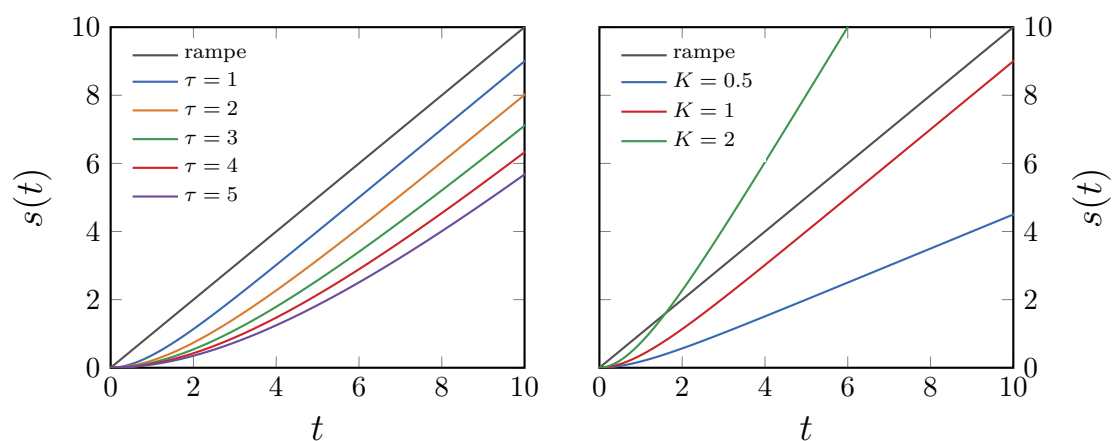 10
8
6
4
2
0
s(t)
rampe
τ = 1
τ = 2
τ = 3
τ = 4
τ = 5
0 2 4 6 8 10
t
rampe
K = 0.5
K = 1
K = 2
10
8
6
4
2
0
s(t)
0 2 4 6 8 10
t